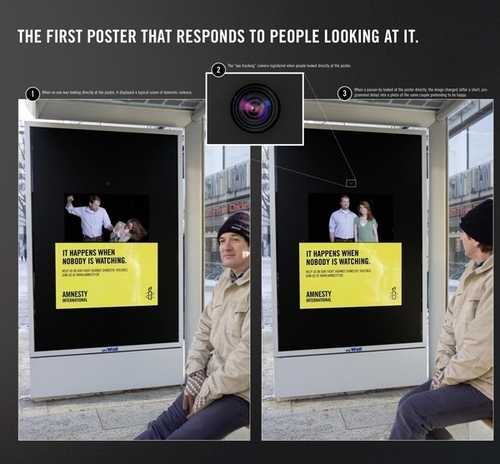 THE FIRST POSTER THAT RESPONDS TO PEOPLE LOOKING AT IT.
1 When no one was looking directly at the poster, it displayed a typical scene of domestic violence.
2 The "eye tracking" camera registered when people looked directly at the poster.
3 When a passer-by looked at the poster directly, the image changed (after a short, pre-
grammed delay) into a photo of the same couple pretending to be happy.
IT HAPPENS WHEN
NOBODY IS WATCHING.
HELP US IN OUR FIGHT AGAINST DOMESTIC VIOLENCE.
JOIN US AT WWW.AMNESTY.DE
AMNESTY
INTERNATIONAL
Wall
IT HAPPENS WHEN
NOBODY IS WATCHING.
HELP US IN OUR FIGHT AGAINST DOMESTIC VIOLENCE.
JOIN US AT WWW.AMNESTY.DE
AMNESTY
INTERNATIONAL
Wall